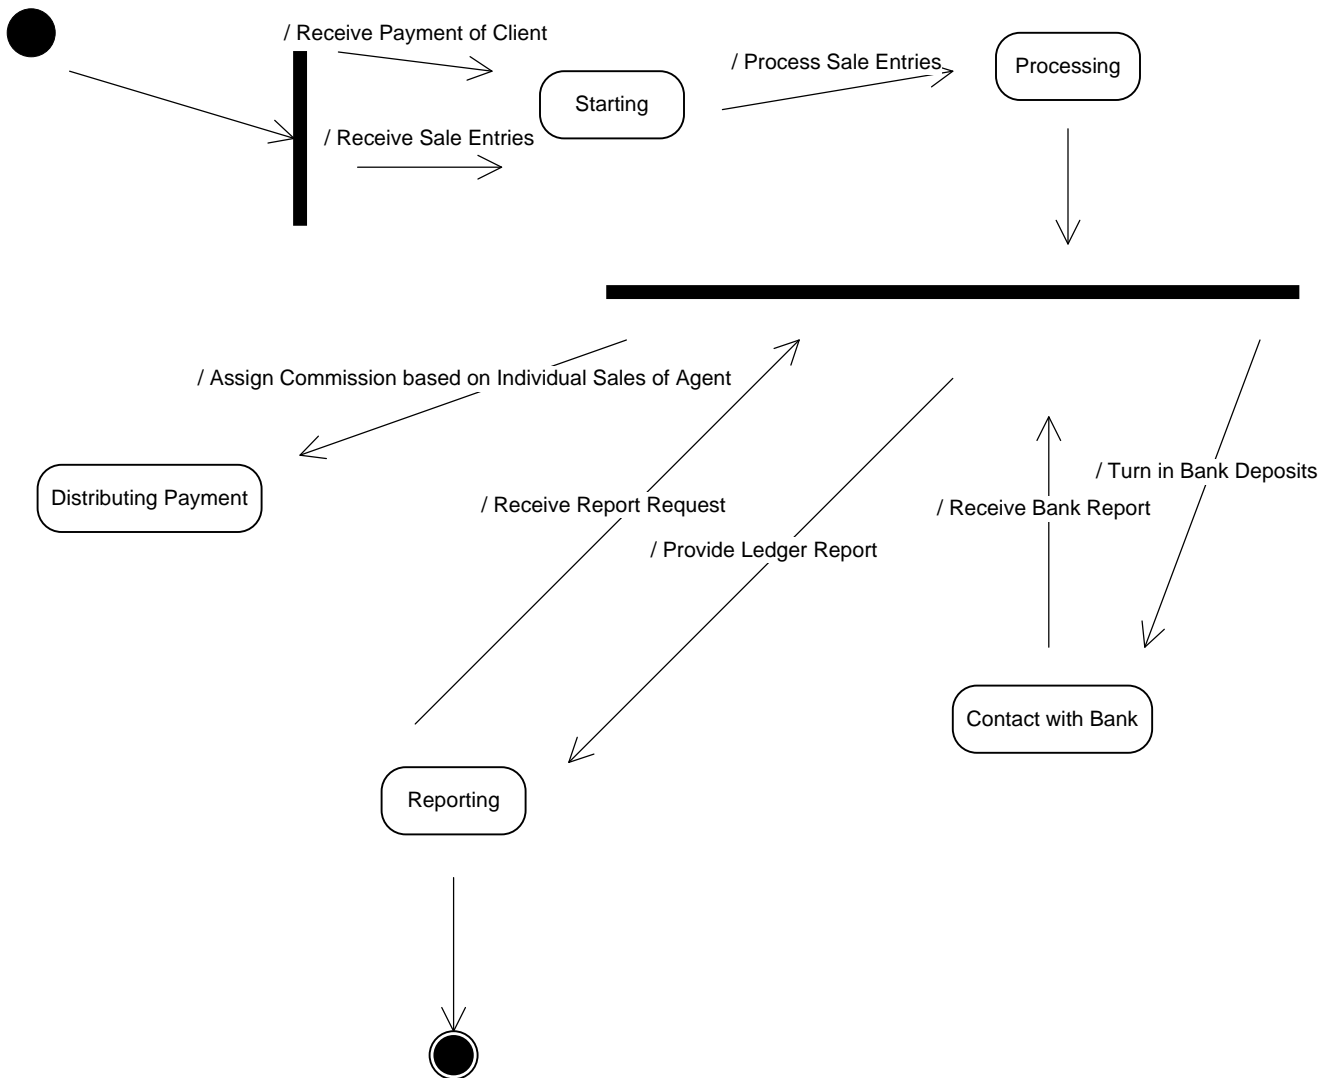 / Receive Payment of Client
/ Process Sale Entries
Processing
Starting
/ Receive Sale Entries
/ Assign Commission based on Individual Sales of Agent
/ Turn in Bank Deposits
Distributing Payment
/ Receive Report Request
/ Receive Bank Report
/ Provide Ledger Report
Contact with Bank
Reporting